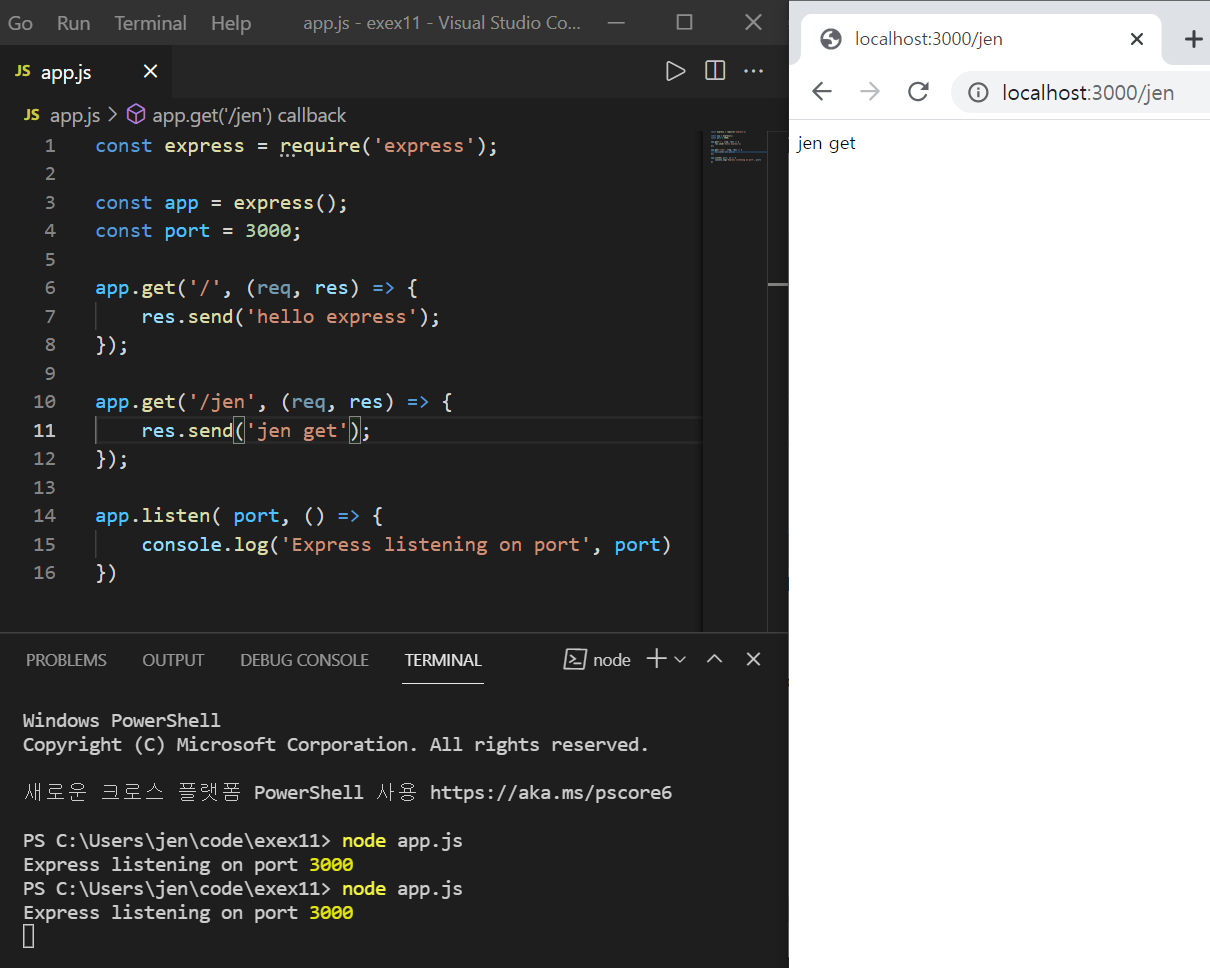 Go Run Terminal Help app.js - exex11 - Visual Studio Co...
JS app.js
JS app.js > app.get('/jen') callback
1 const express = require('express');
2
3 const app = express();
4 const port = 3000;
5
6 app.get('/', (req, res) => {
7 res.send('hello express');
8 });
9
10 app.get('/jen', (req, res) => {
11 res.send('jen get');
12 });
13
14 app.listen( port, () => {
15 console.log('Express listening on port', port)
16 })
PROBLEMS OUTPUT DEBUG CONSOLE TERMINAL node
Windows PowerShell
Copyright (C) Microsoft Corporation. All rights reserved.
새로운 크로스 플랫폼 PowerShell 사용 https://aka.ms/pscore6
PS C:\Users\jen\code\exex11> node app.js
Express listening on port 3000
PS C:\Users\jen\code\exex11> node app.js
Express listening on port 3000
localhost:3000/jen
localhost:3000/jen
jen get